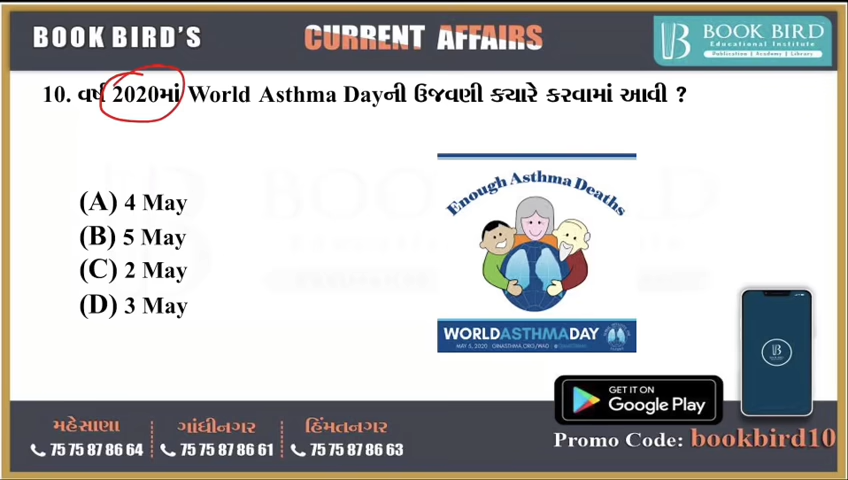 BOOK BIRD'S
CURRENT AFFAIRS
BOOK BIRD
Educational Institute
Publication | Academy | Library
10. વર્ષ 2020માં World Asthma Dayની ઉજવણી ક્યારે કરવામાં આવી ?
(A) 4 May
(B) 5 May
(C) 2 May
(D) 3 May
Enough Asthma Deaths
WORLDASTHMADAY
MAY 5, 2020 GINASTHMA.ORG/WAD
GET IT ON
Google Play
Promo Code: bookbird10
મહેસાણા
75 75 87 86 64
ગાંધીનગર
75 75 87 86 61
હિંમતનગર
75 75 87 86 63